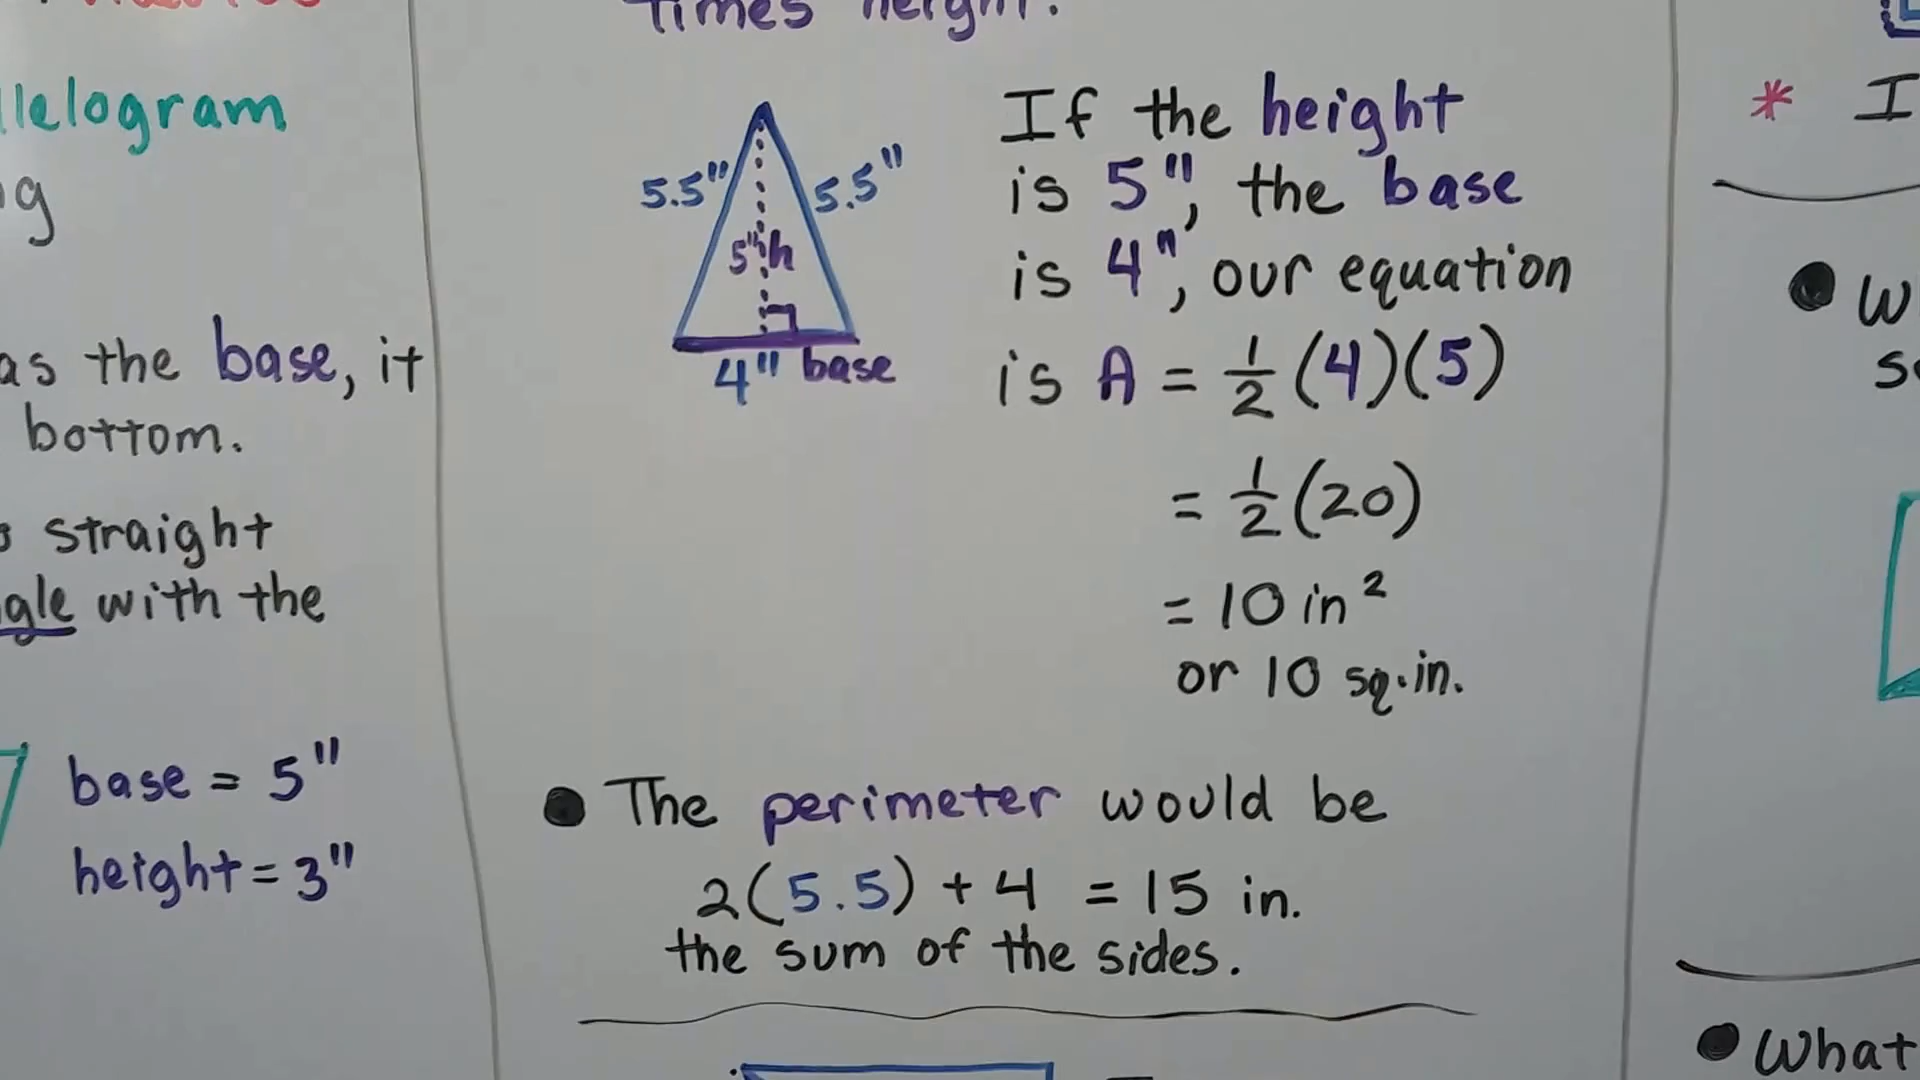 times height.
llelogram
as the base, it
bottom.
straight
gle with the
base = 5"
height = 3"
5.5"
5.5"
5" h
4" base
If the height
is 5", the base
is 4", our equation
is A = 1/2 (4)(5)
= 1/2 (20)
= 10 in²
or 10 sq. in.
● The perimeter would be
2(5.5) + 4 = 15 in.
the sum of the sides.
* I
● W
● What